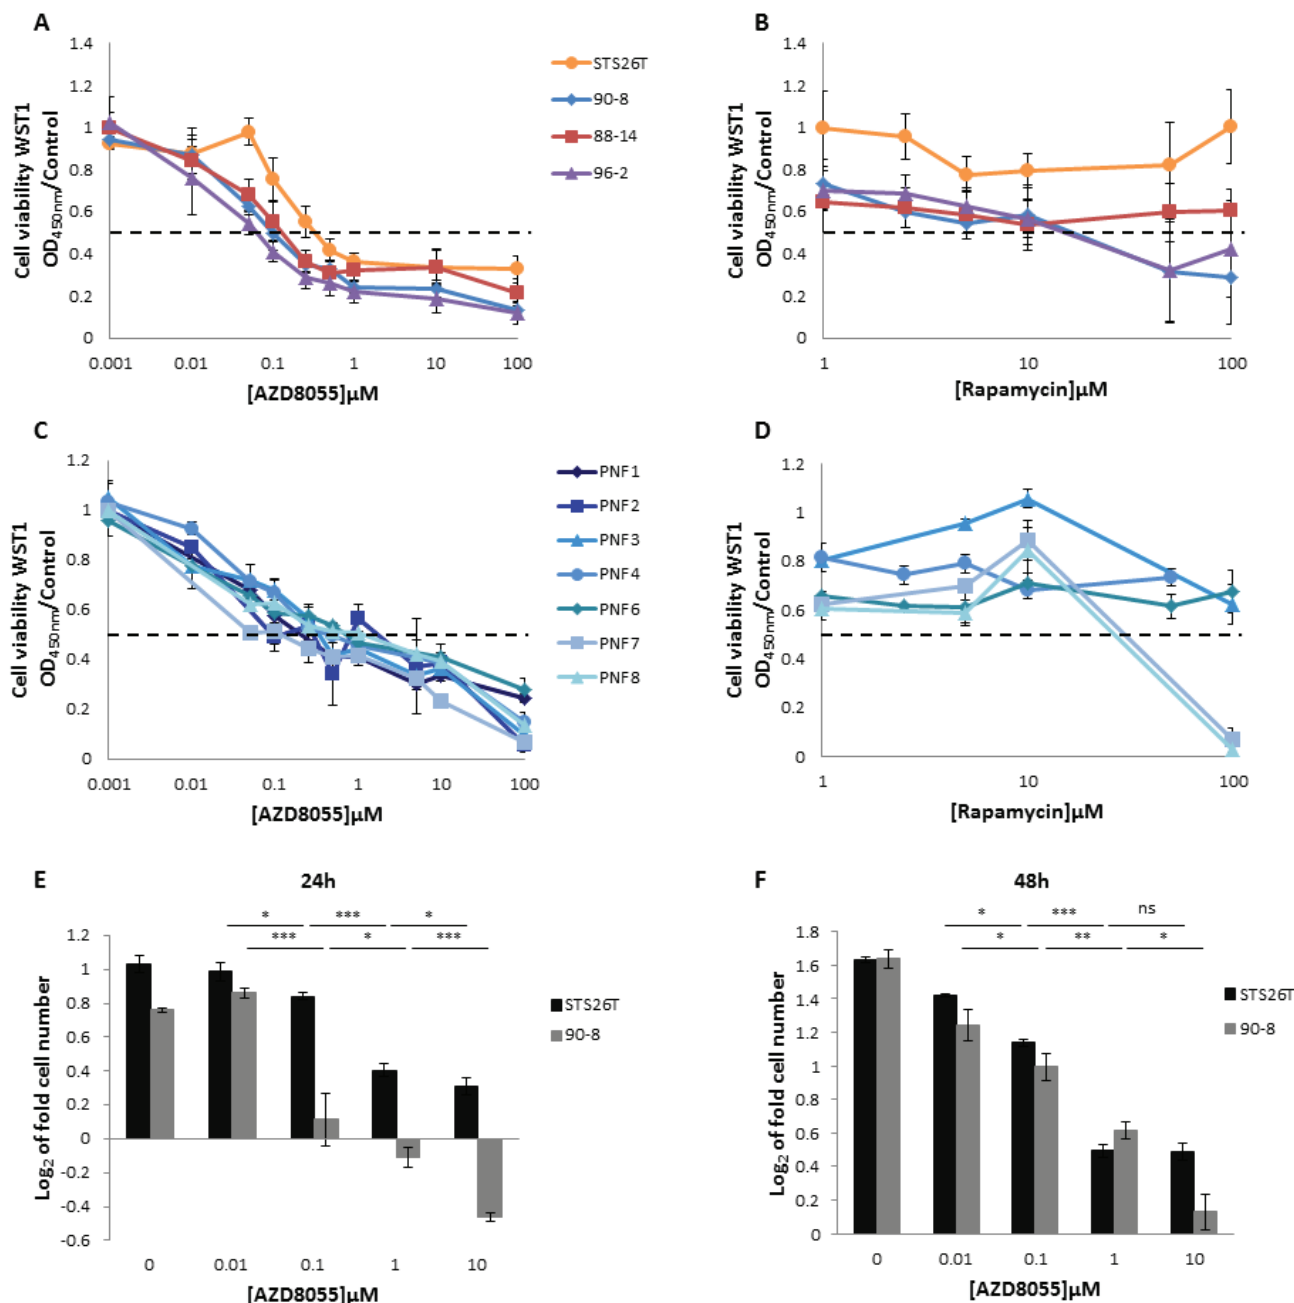 A
Cell viability WST1
OD450nm/Control
1.4
1.2
1
0.8
0.6
0.4
0.2
0
0.001
0.01
0.1
1
10
100
[AZD8055]µM
STS26T
90-8
88-14
96-2
B
Cell viability WST1
OD450nm/Control
1.4
1.2
1
0.8
0.6
0.4
0.2
0
1
10
100
[Rapamycin]µM
C
Cell viability WST1
OD450nm/Control
1.2
1
0.8
0.6
0.4
0.2
0
0.001
0.01
0.1
1
10
100
[AZD8055]µM
PNF1
PNF2
PNF3
PNF4
PNF6
PNF7
PNF8
D
Cell viability WST1
OD450nm/Control
1.2
1
0.8
0.6
0.4
0.2
0
1
10
100
[Rapamycin]µM
E
24h
* *** *
*** * ***
Log2 of fold cell number
1.2
1
0.8
0.6
0.4
0.2
0
-0.2
-0.4
-0.6
0
0.01
0.1
1
10
[AZD8055]µM
STS26T
90-8
F
48h
* *** ns
* ** *
Log2 of fold cell number
1.8
1.6
1.4
1.2
1
0.8
0.6
0.4
0.2
0
0
0.01
0.1
1
10
[AZD8055]µM
STS26T
90-8